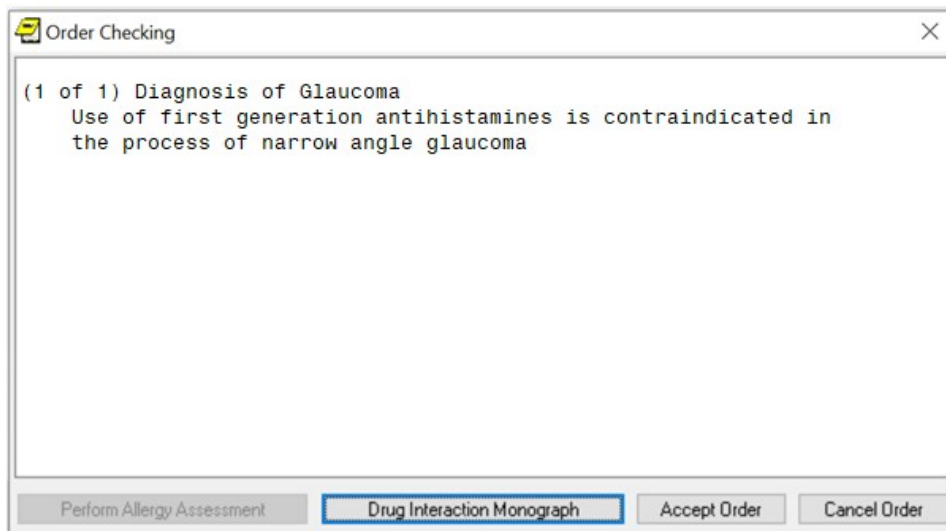 Order Checking
(1 of 1) Diagnosis of Glaucoma
Use of first generation antihistamines is contraindicated in
the process of narrow angle glaucoma
Perform Allergy Assessment
Drug Interaction Monograph
Accept Order
Cancel Order